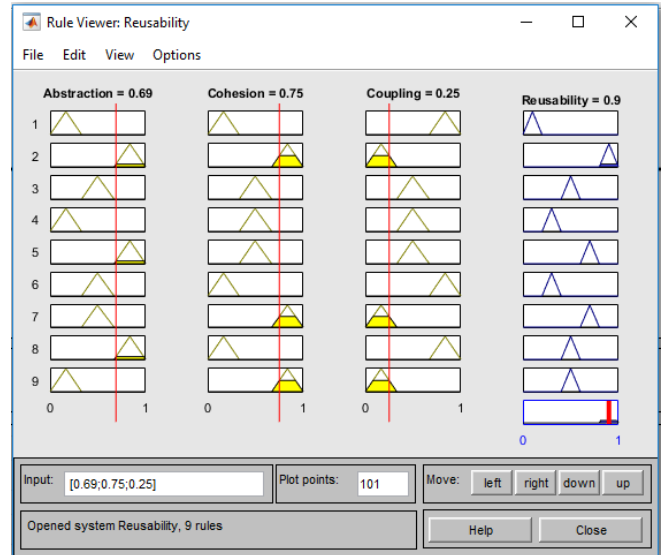 Rule Viewer: Reusability
File Edit View Options
Abstraction = 0.69 Cohesion = 0.75 Coupling = 0.25 Reusability = 0.9
1
2
3
4
5
6
7
8
9
0 1 0 1 0 1
0 1
Input: [0.69;0.75;0.25] Plot points: 101 Move: left right down up
Opened system Reusability, 9 rules Help Close